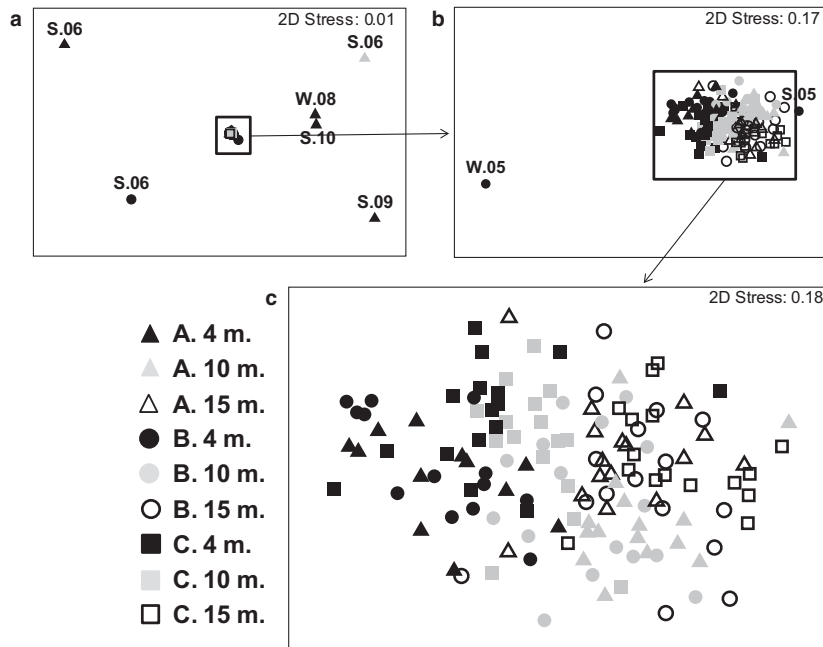 a
2D Stress: 0.01
S.06
S.06
W.08
S.10
S.06
S.09
b
2D Stress: 0.17
S.05
W.05
c
2D Stress: 0.18
A. 4 m.
A. 10 m.
A. 15 m.
B. 4 m.
B. 10 m.
B. 15 m.
C. 4 m.
C. 10 m.
C. 15 m.